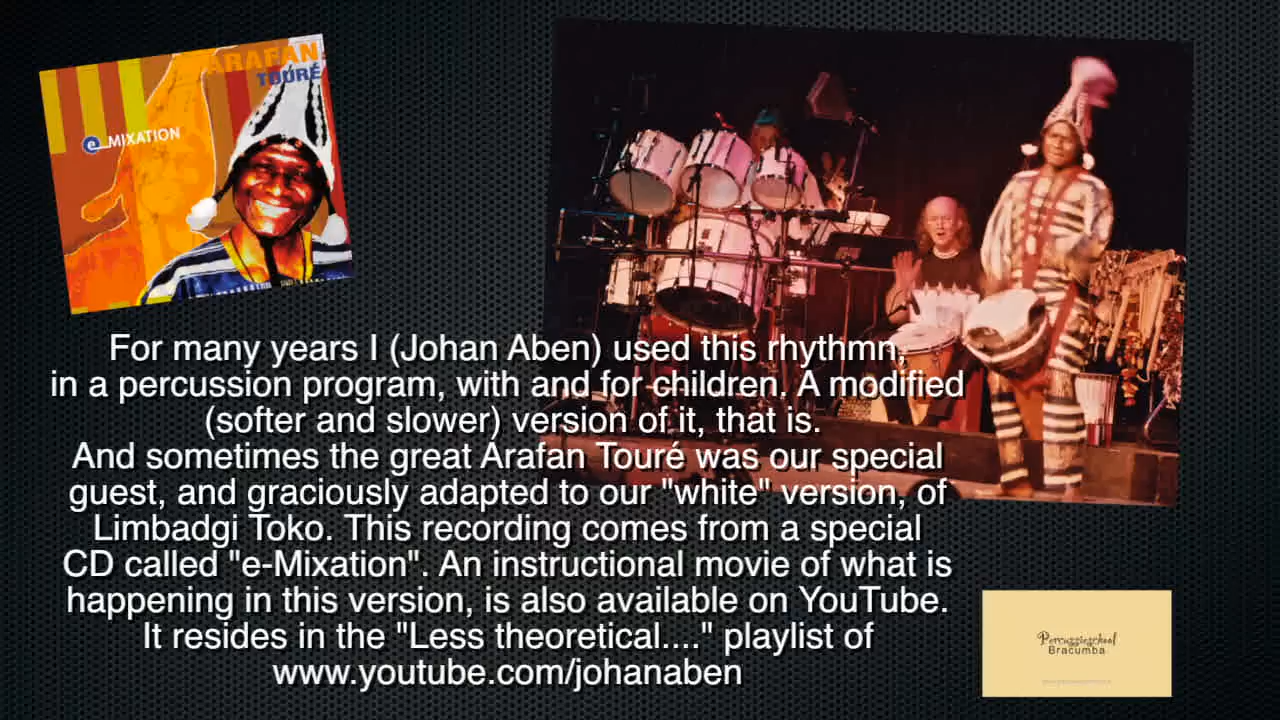 ARAFAN
TOURÉ
e-MIXATION
For many years I (Johan Aben) used this rhythmn,
in a percussion program, with and for children. A modified
(softer and slower) version of it, that is.
And sometimes the great Arafan Touré was our special
guest, and graciously adapted to our "white" version, of
Limbadgi Toko. This recording comes from a special
CD called "e-Mixation". An instructional movie of what is
happening in this version, is also available on YouTube.
It resides in the "Less theoretical...." playlist of
www.youtube.com/johanaben
Percussieschool
Bracumba